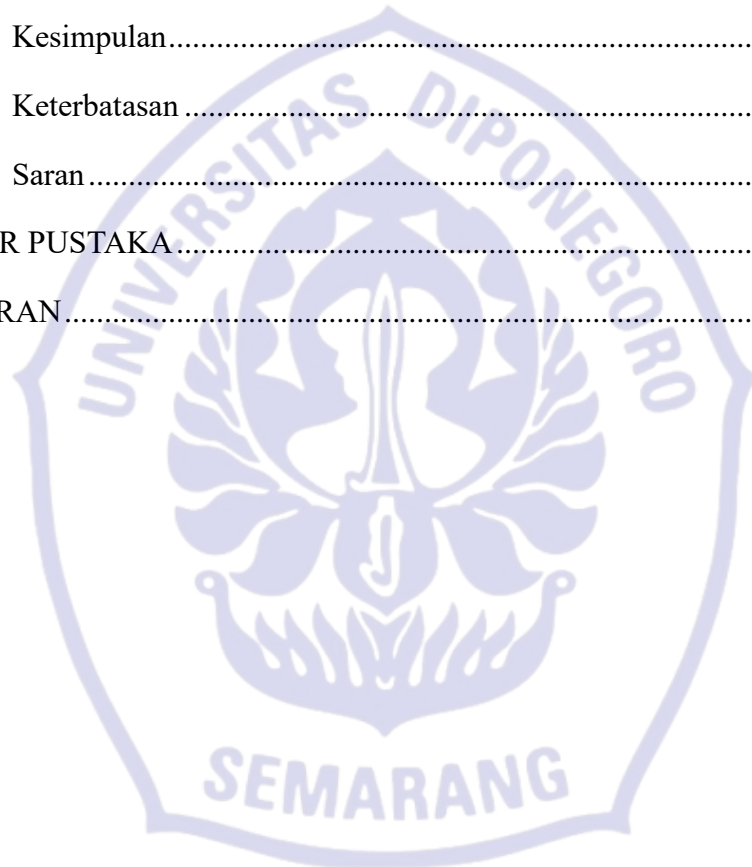 Kesimpulan................................................................................
Keterbatasan................................................................................
Saran................................................................................
R PUSTAKA................................................................................
RAN................................................................................
UNIVERSITAS DIPONEGORO
SEMARANG